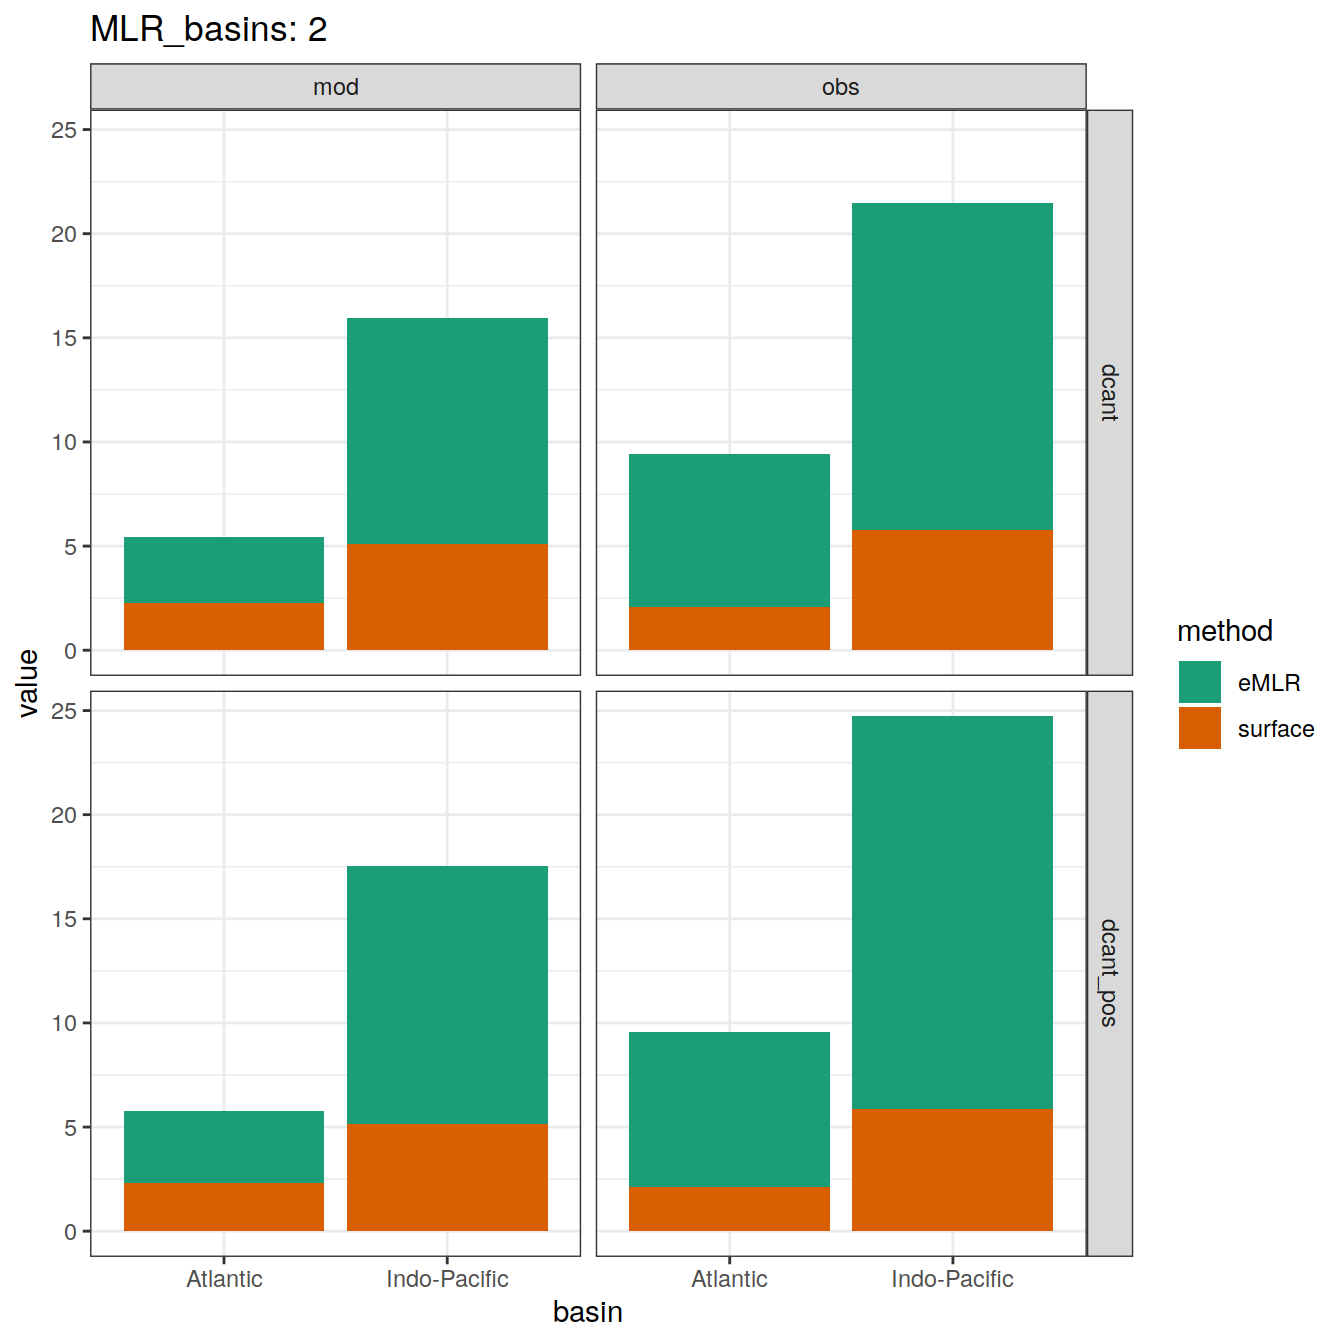 MLR_basins: 2
mod
obs
25
20
15
10
5
0
dcant
25
20
15
10
5
0
dcant_pos
value
Atlantic
Indo-Pacific
Atlantic
Indo-Pacific
basin
method
eMLR
surface